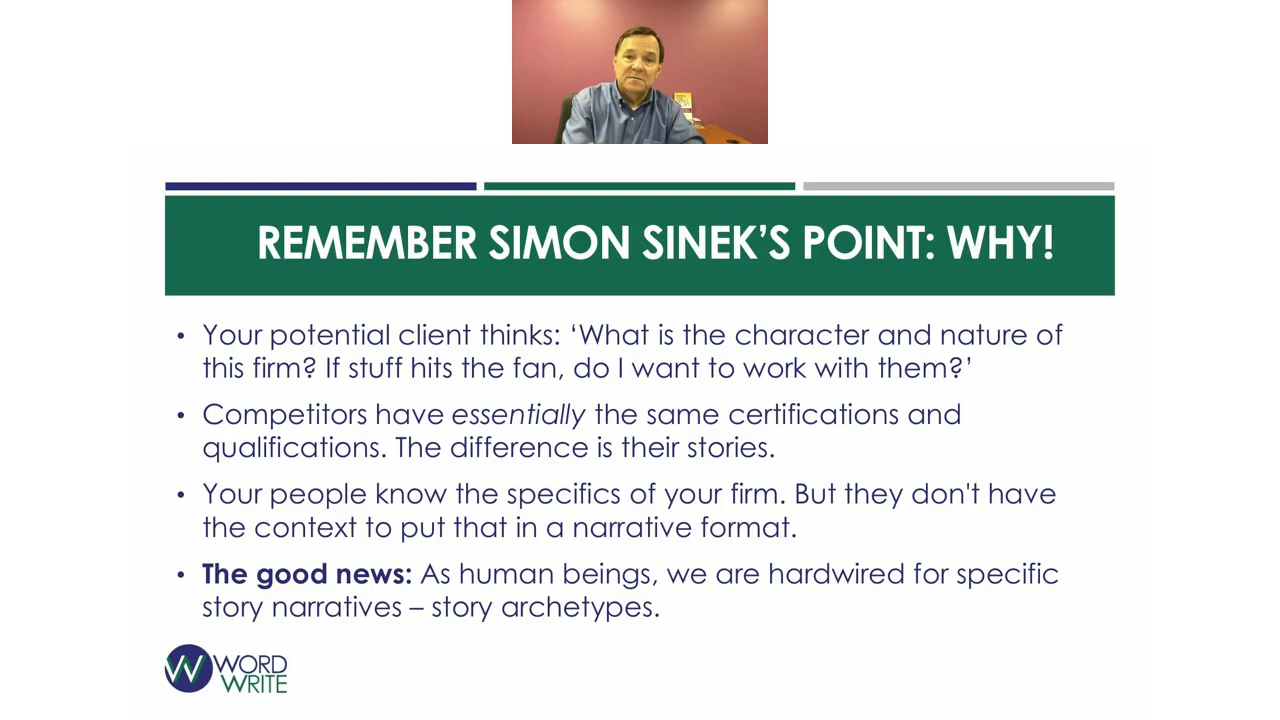 REMEMBER SIMON SINEK’S POINT: WHY!
• Your potential client thinks: ‘What is the character and nature of
this firm? If stuff hits the fan, do I want to work with them?’
• Competitors have essentially the same certifications and
qualifications. The difference is their stories.
• Your people know the specifics of your firm. But they don't have
the context to put that in a narrative format.
• The good news: As human beings, we are hardwired for specific
story narratives – story archetypes.
W WORD
WRITE